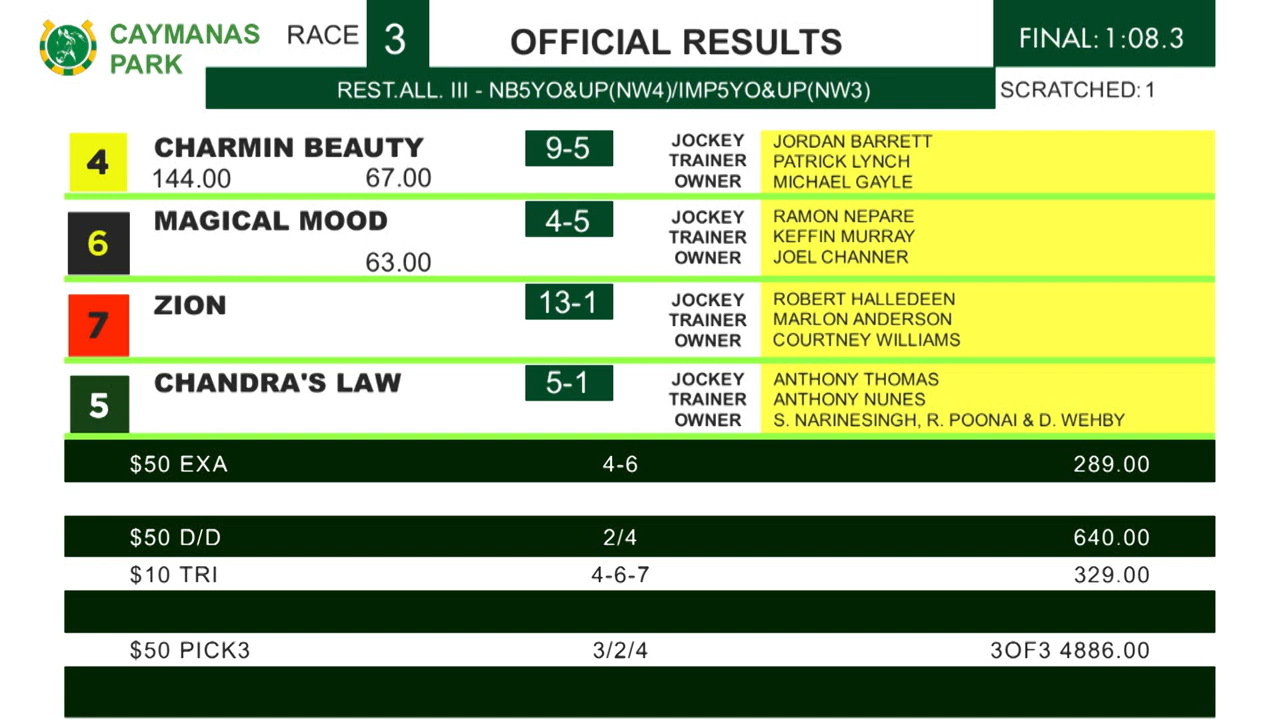 CAYMANAS PARK
RACE 3
OFFICIAL RESULTS
FINAL: 1:08.3
REST.ALL. III - NB5YO&UP(NW4)/IMP5YO&UP(NW3)
SCRATCHED: 1
4 CHARMIN BEAUTY 9-5 JOCKEY JORDAN BARRETT
TRAINER PATRICK LYNCH
144.00 67.00 OWNER MICHAEL GAYLE
6 MAGICAL MOOD 4-5 JOCKEY RAMON NEPARE
TRAINER KEFFIN MURRAY
63.00 OWNER JOEL CHANNER
7 ZION 13-1 JOCKEY ROBERT HALLEDEEN
TRAINER MARLON ANDERSON
OWNER COURTNEY WILLIAMS
5 CHANDRA'S LAW 5-1 JOCKEY ANTHONY THOMAS
TRAINER ANTHONY NUNES
OWNER S. NARINESINGH, R. POONAI & D. WEHBY
$50 EXA 4-6 289.00
$50 D/D 2/4 640.00
$10 TRI 4-6-7 329.00
$50 PICK3 3/2/4 3OF3 4886.00